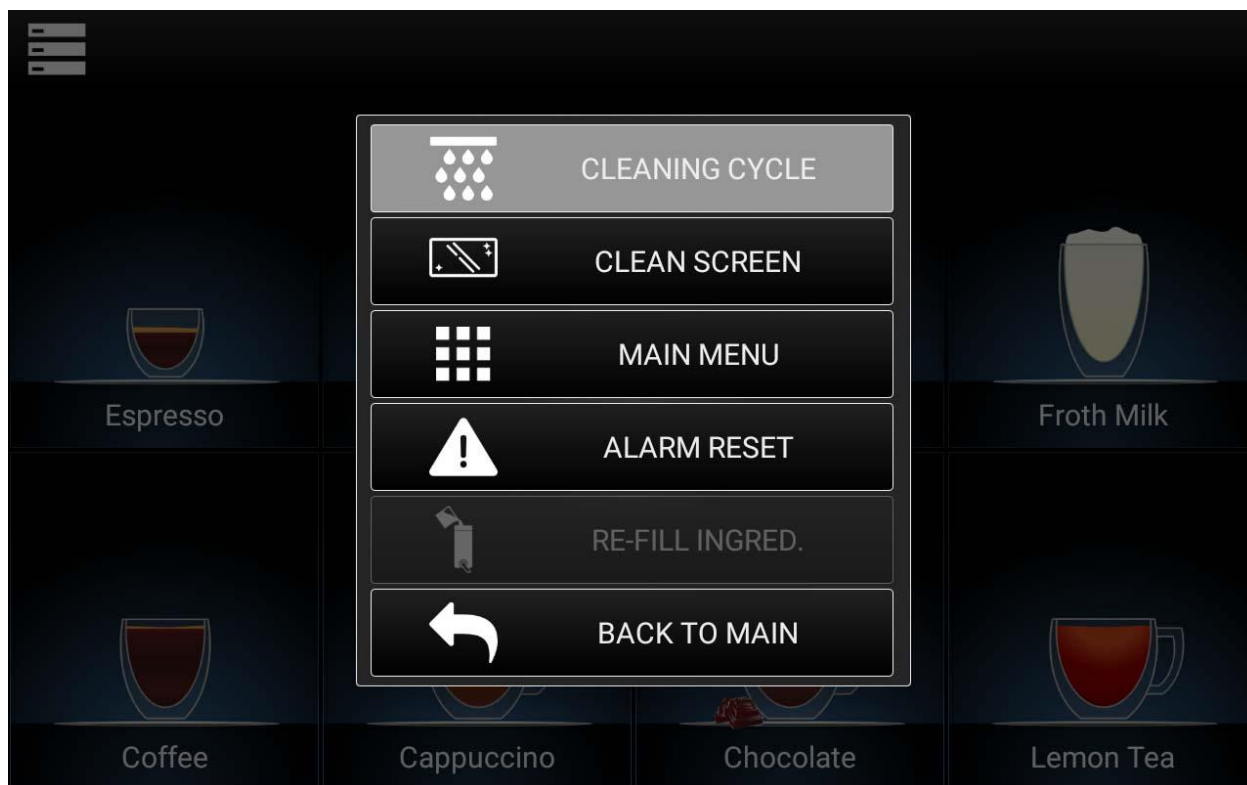 CLEANING CYCLE
CLEAN SCREEN
MAIN MENU
ALARM RESET
RE-FILL INGRED.
BACK TO MAIN
Espresso
Froth Milk
Coffee
Cappuccino
Chocolate
Lemon Tea